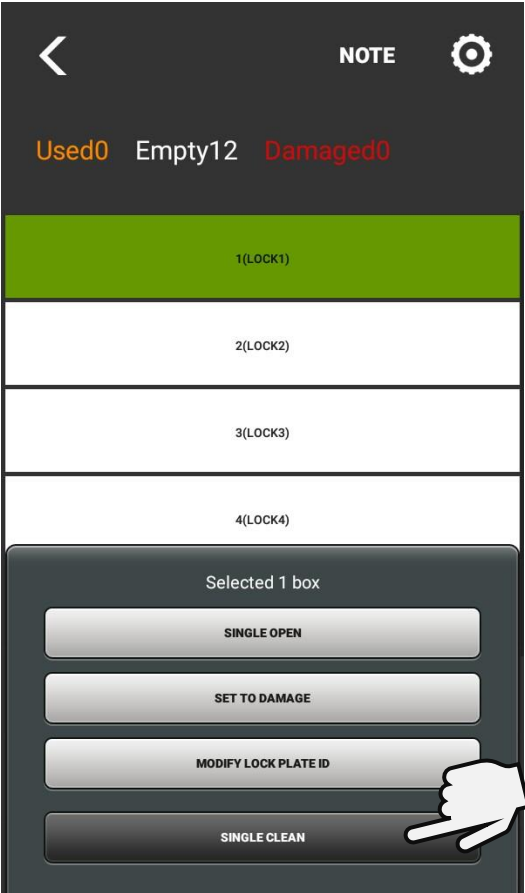 NOTE
Used0 Empty12 Damaged0
1(LOCK1)
2(LOCK2)
3(LOCK3)
4(LOCK4)
Selected 1 box
SINGLE OPEN
SET TO DAMAGE
MODIFY LOCK PLATE ID
SINGLE CLEAN